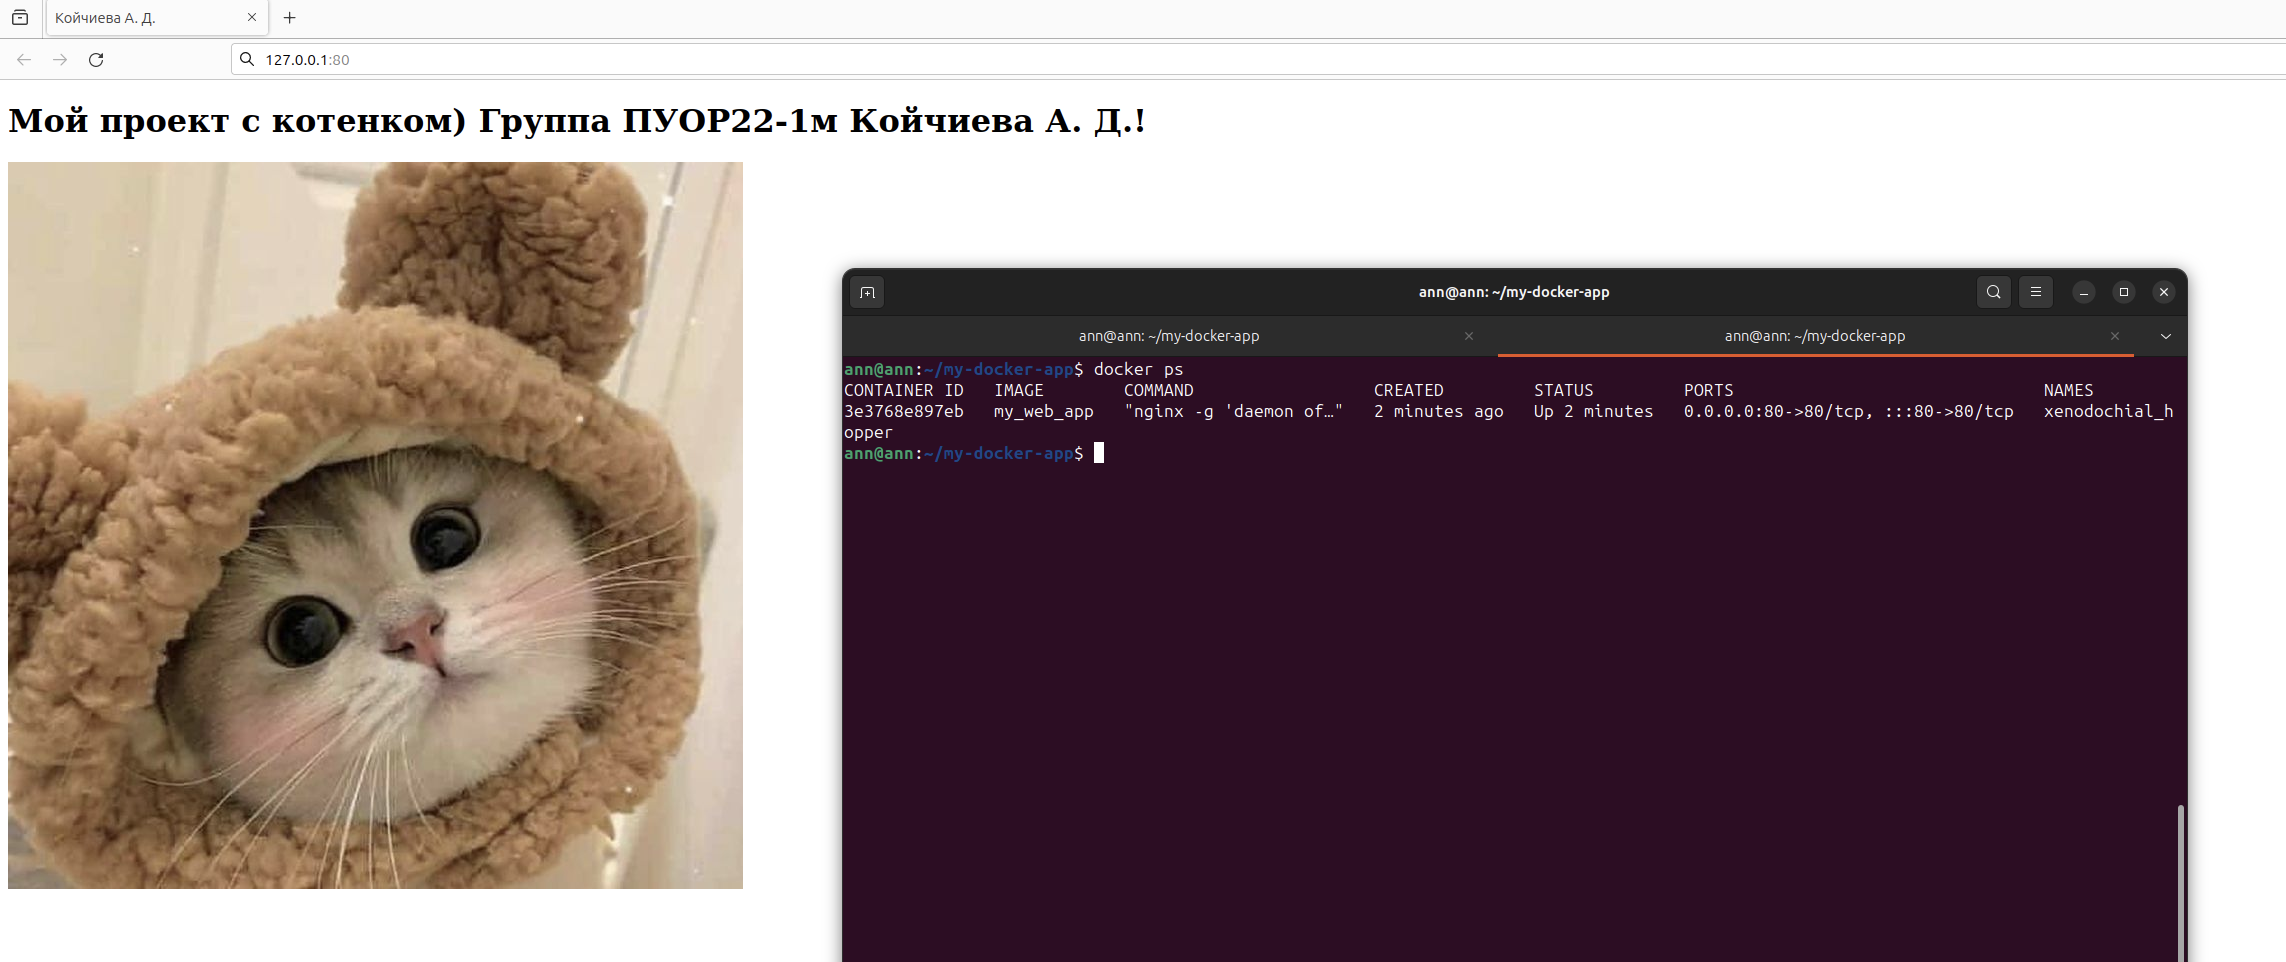 Койчиева А. Д.
127.0.0.1:80
Мой проект с котенком) Группа ПУОР22-1м Койчиева А. Д.!
ann@ann: ~/my-docker-app
ann@ann: ~/my-docker-app
ann@ann: ~/my-docker-app
ann@ann:~/my-docker-app$ docker ps
CONTAINER ID   IMAGE        COMMAND                  CREATED         STATUS         PORTS                               NAMES
3e3768e897eb   my_web_app   "nginx -g 'daemon of…"   2 minutes ago   Up 2 minutes   0.0.0.0:80->80/tcp, :::80->80/tcp   xenodochial_h
opper
ann@ann:~/my-docker-app$